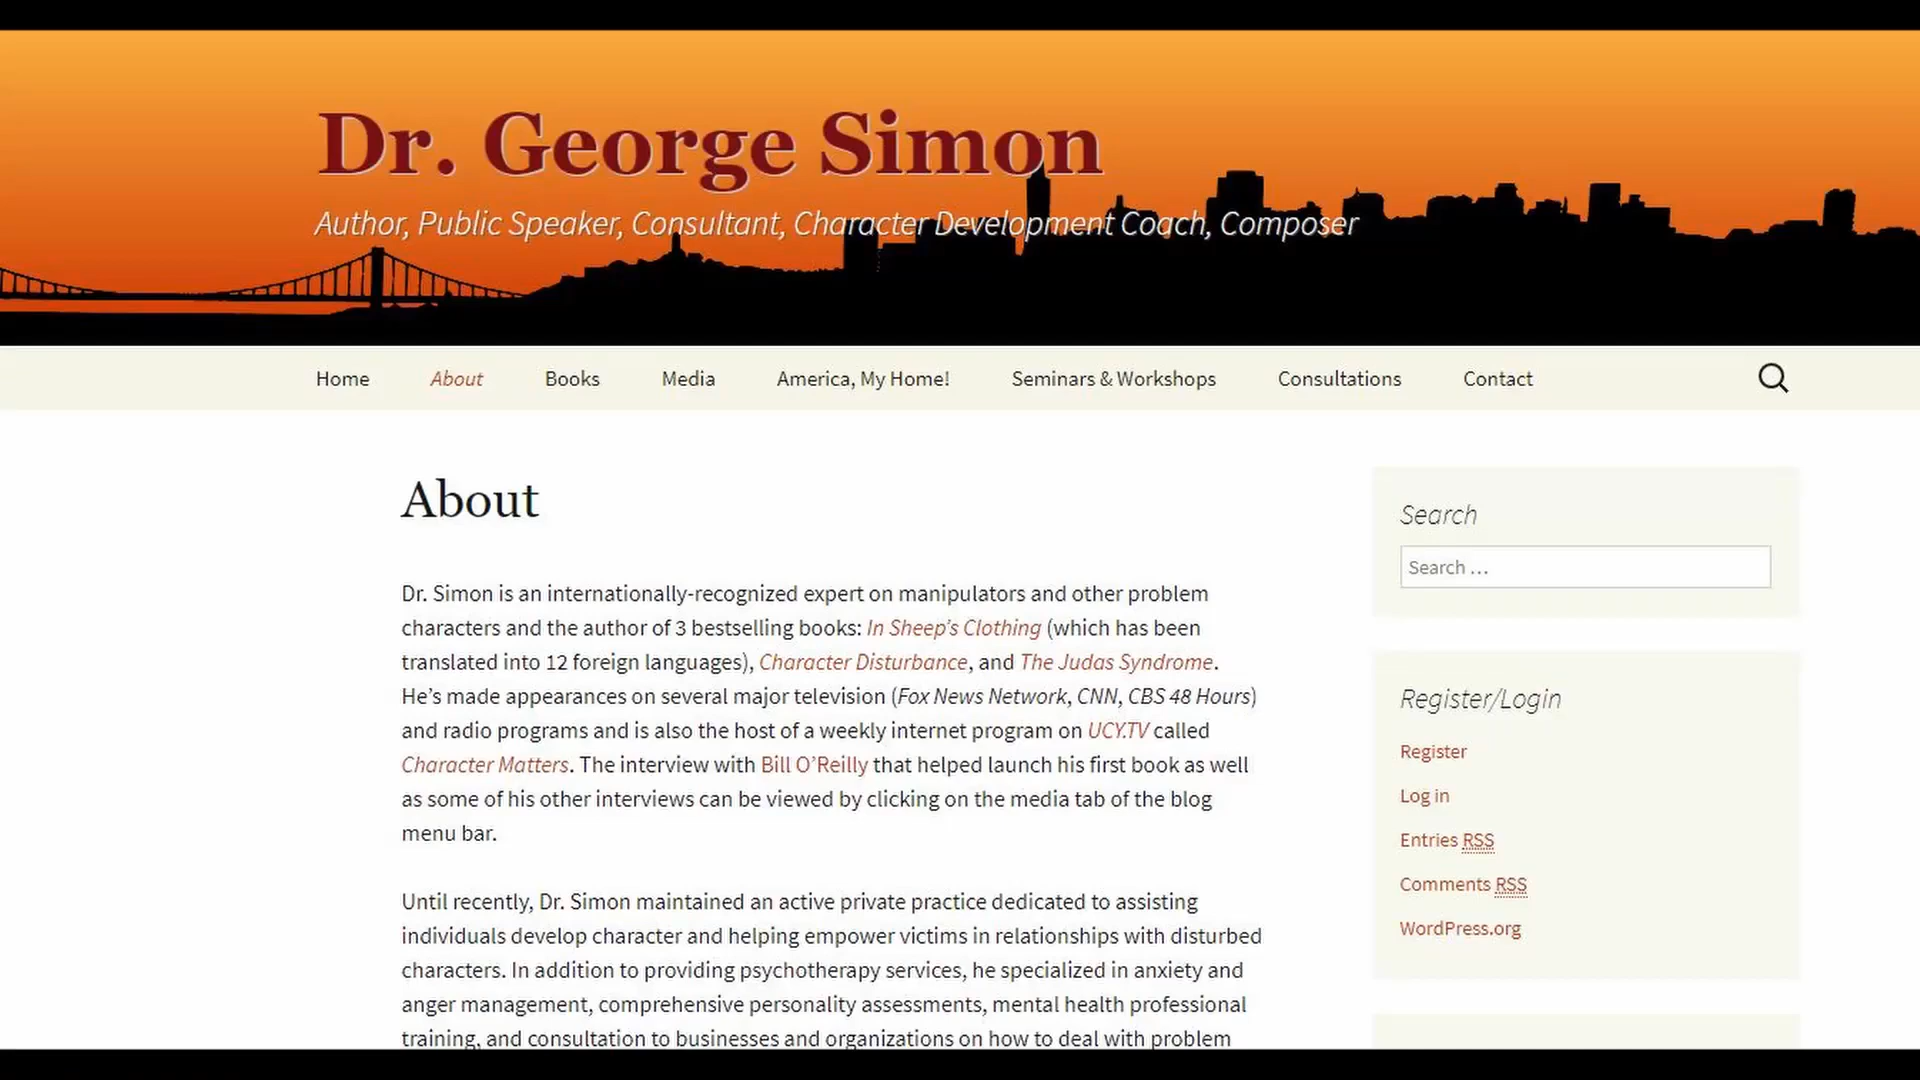 Dr. George Simon
Author, Public Speaker, Consultant, Character Development Coach, Composer
Home About Books Media America, My Home! Seminars & Workshops Consultations Contact
About
Dr. Simon is an internationally-recognized expert on manipulators and other problem
characters and the author of 3 bestselling books: In Sheep's Clothing (which has been
translated into 12 foreign languages), Character Disturbance, and The Judas Syndrome.
He's made appearances on several major television (Fox News Network, CNN, CBS 48 Hours)
and radio programs and is also the host of a weekly internet program on UCY.TV called
Character Matters. The interview with Bill O'Reilly that helped launch his first book as well
as some of his other interviews can be viewed by clicking on the media tab of the blog
menu bar.
Until recently, Dr. Simon maintained an active private practice dedicated to assisting
individuals develop character and helping empower victims in relationships with disturbed
characters. In addition to providing psychotherapy services, he specialized in anxiety and
anger management, comprehensive personality assessments, mental health professional
training, and consultation to businesses and organizations on how to deal with problem
Search
Search …
Register/Login
Register
Log in
Entries RSS
Comments RSS
WordPress.org